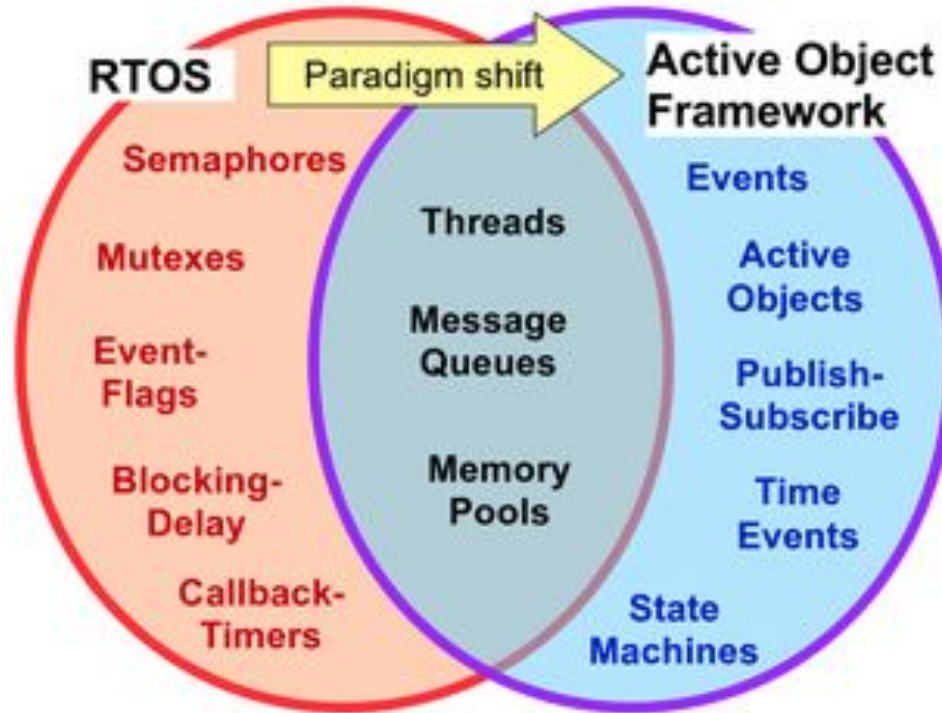 RTOS
Paradigm shift
Active Object
Framework
Semaphores
Mutexes
Event-
Flags
Blocking-
Delay
Callback-
Timers
Threads
Message
Queues
Memory
Pools
Events
Active
Objects
Publish-
Subscribe
Time
Events
State
Machines